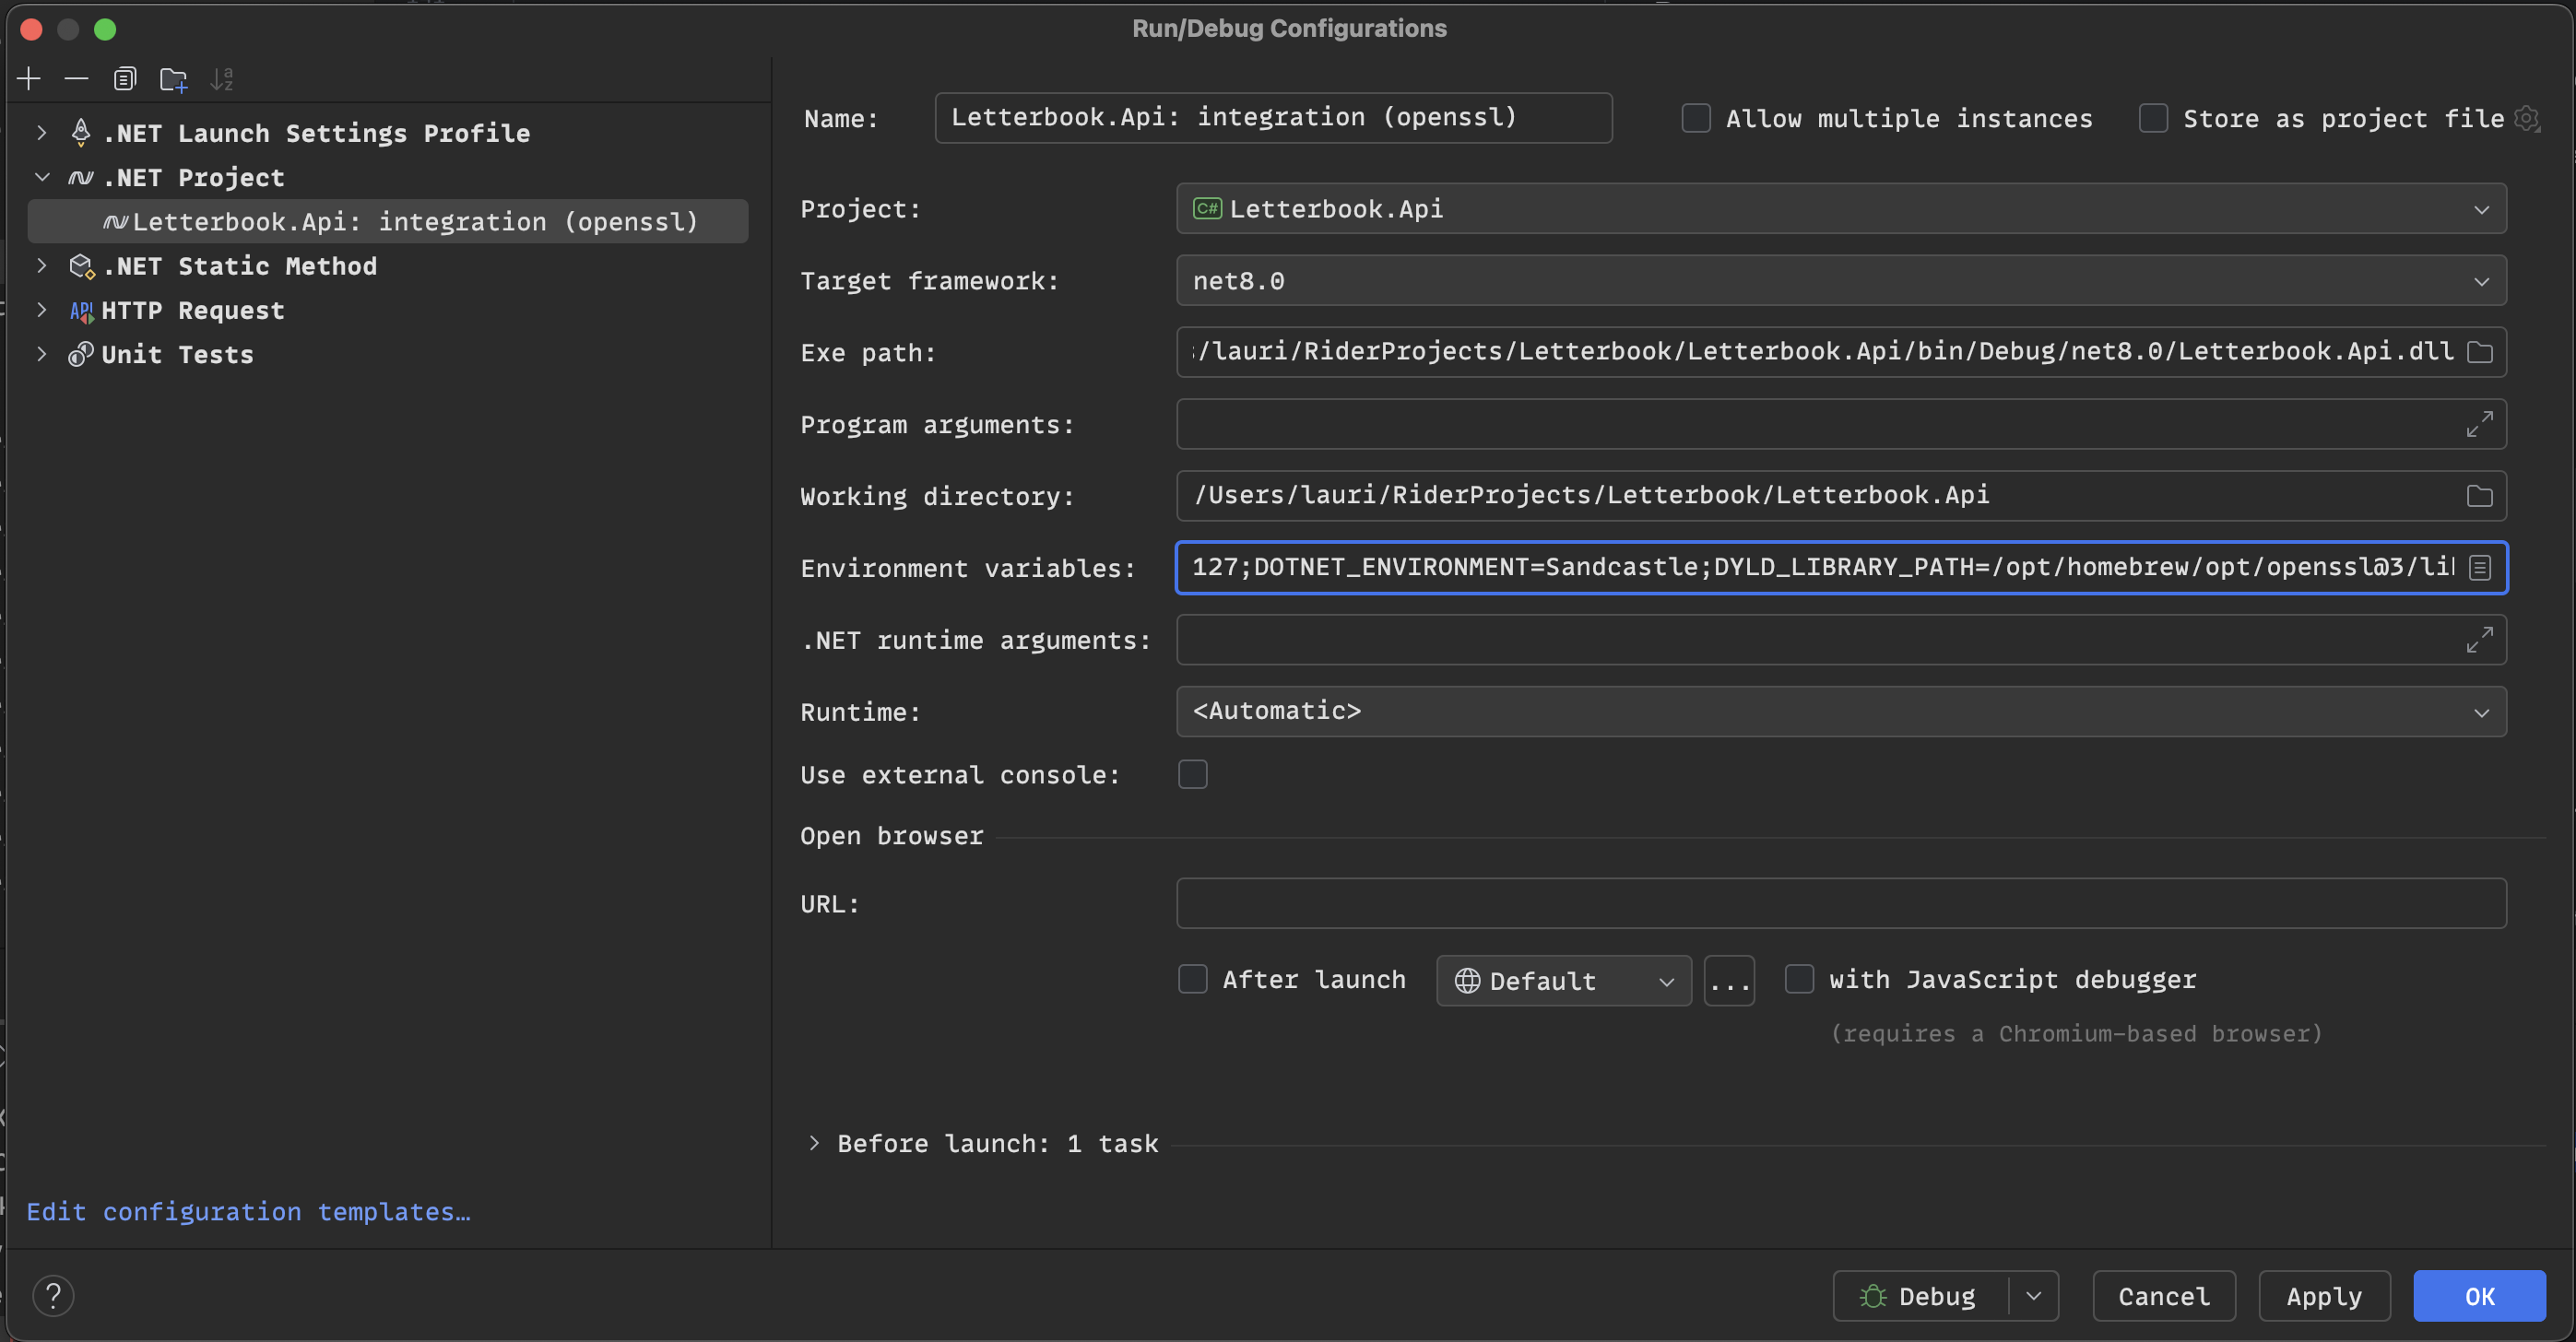 Run/Debug Configurations
.NET Launch Settings Profile
.NET Project
Letterbook.Api: integration (openssl)
.NET Static Method
HTTP Request
Unit Tests
Edit configuration templates…
Name: Letterbook.Api: integration (openssl) Allow multiple instances Store as project file
Project: C# Letterbook.Api
Target framework: net8.0
Exe path: /lauri/RiderProjects/Letterbook/Letterbook.Api/bin/Debug/net8.0/Letterbook.Api.dll
Program arguments:
Working directory: /Users/lauri/RiderProjects/Letterbook/Letterbook.Api
Environment variables: 127;DOTNET_ENVIRONMENT=Sandcastle;DYLD_LIBRARY_PATH=/opt/homebrew/opt/openssl@3/li
.NET runtime arguments:
Runtime: <Automatic>
Use external console:
Open browser
URL:
After launch Default ... with JavaScript debugger
(requires a Chromium-based browser)
Before launch: 1 task
? Debug Cancel Apply OK